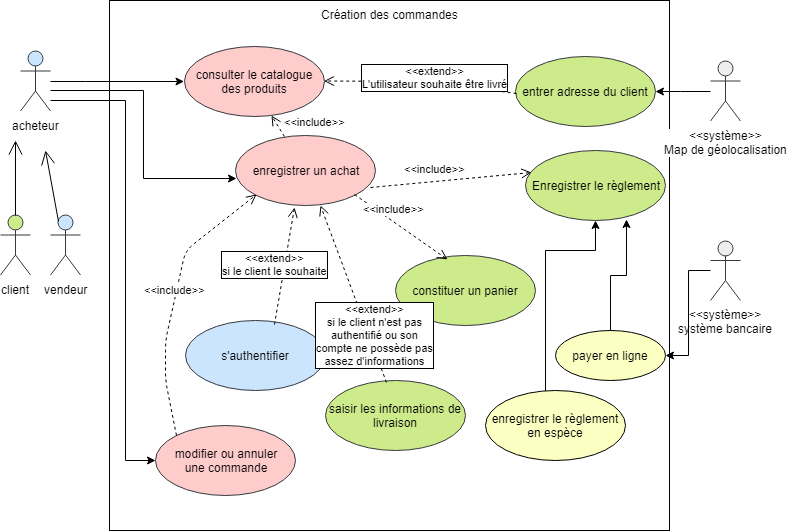 Création des commandes
consulter le catalogue
des produits
<<extend>>
L'utilisateur souhaite être livré
entrer adresse du client
acheteur
<<include>>
<<système>>
Map de géolocalisation
enregistrer un achat
<<include>>
Enregistrer le règlement
<<include>>
client
vendeur
<<extend>>
si le client le souhaite
<<include>>
constituer un panier
<<extend>>
si le client n'est pas
authentifié ou son
compte ne possède pas
assez d'informations
<<système>>
système bancaire
s'authentifier
payer en ligne
saisir les informations de
livraison
enregistrer le règlement
en espèce
modifier ou annuler
une commande